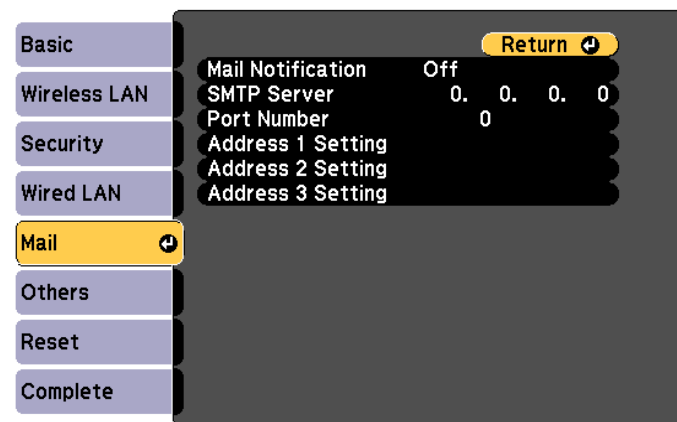 Basic
Wireless LAN
Security
Wired LAN
Mail
Others
Reset
Complete
Return
Mail Notification Off
SMTP Server 0. 0. 0. 0
Port Number 0
Address 1 Setting
Address 2 Setting
Address 3 Setting